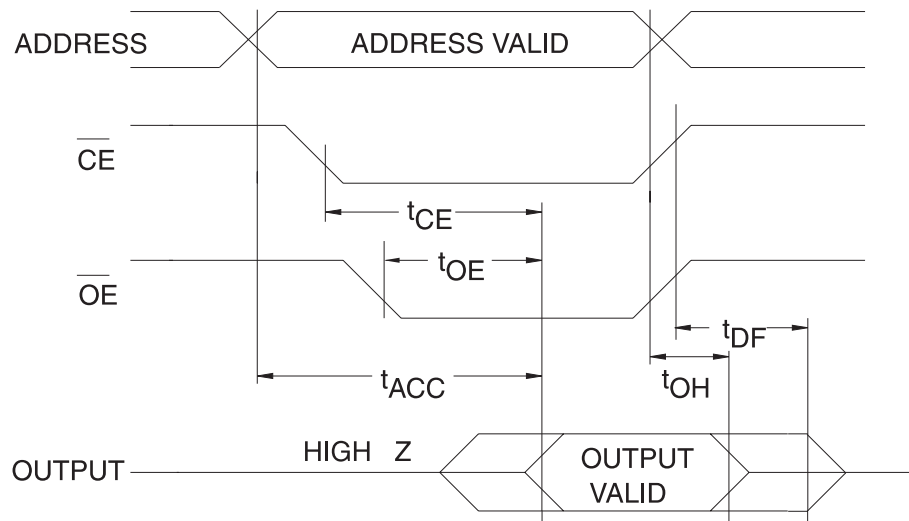 ADDRESS
ADDRESS VALID
CE
tCE
tOE
OE
tDF
tACC
tOH
HIGH Z
OUTPUT
OUTPUT
VALID